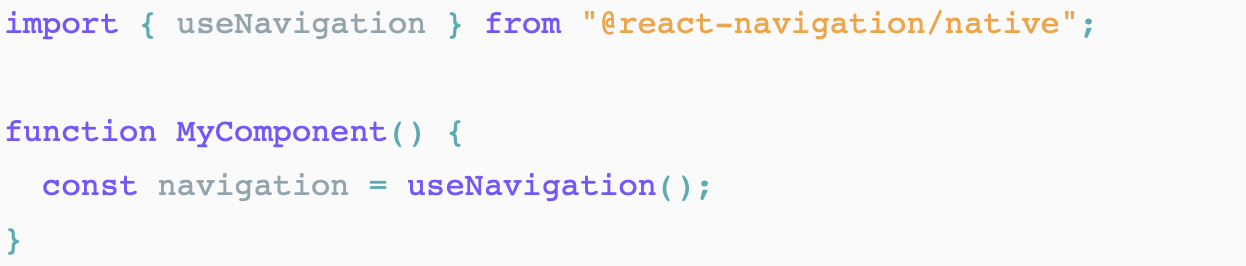 import { useNavigation } from "@react-navigation/native";

function MyComponent() {
  const navigation = useNavigation();
}